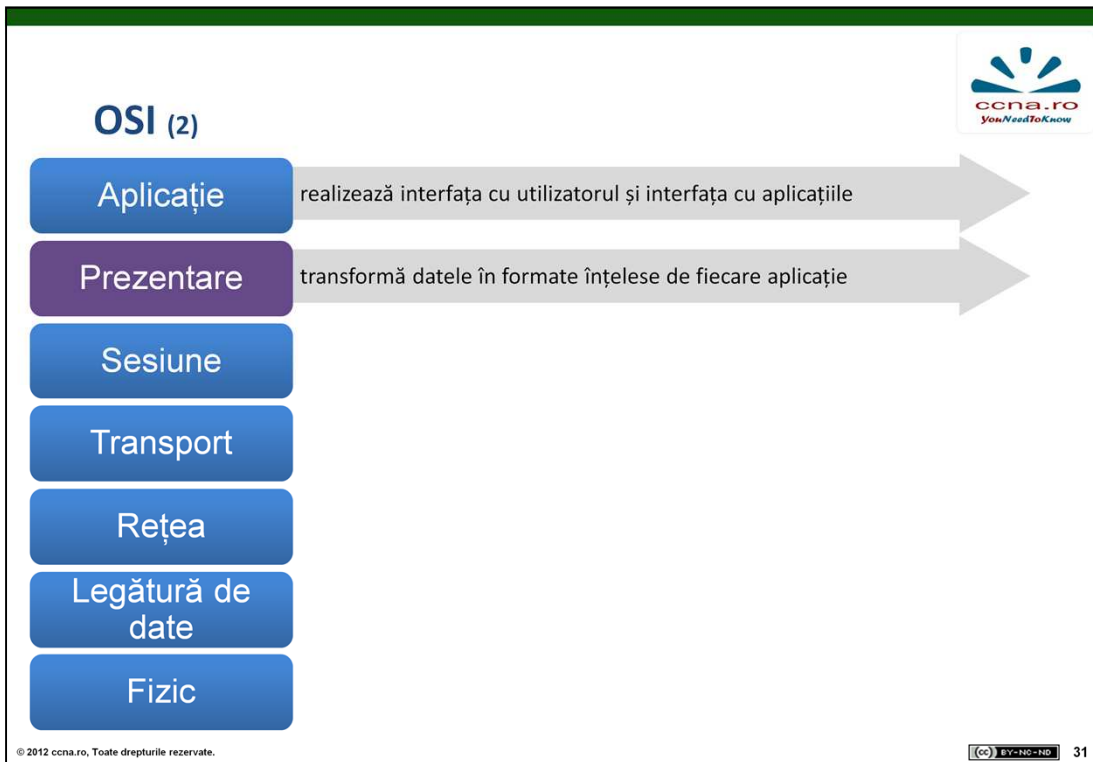 ccna.ro
YouNeedToKnow
OSI (2)
Aplicație
realizează interfața cu utilizatorul și interfața cu aplicațiile
Prezentare
transformă datele în formate înțelese de fiecare aplicație
Sesiune
Transport
Rețea
Legătură de
date
Fizic
© 2012 ccna.ro, Toate drepturile rezervate.
(cc) BY-NC-ND 31